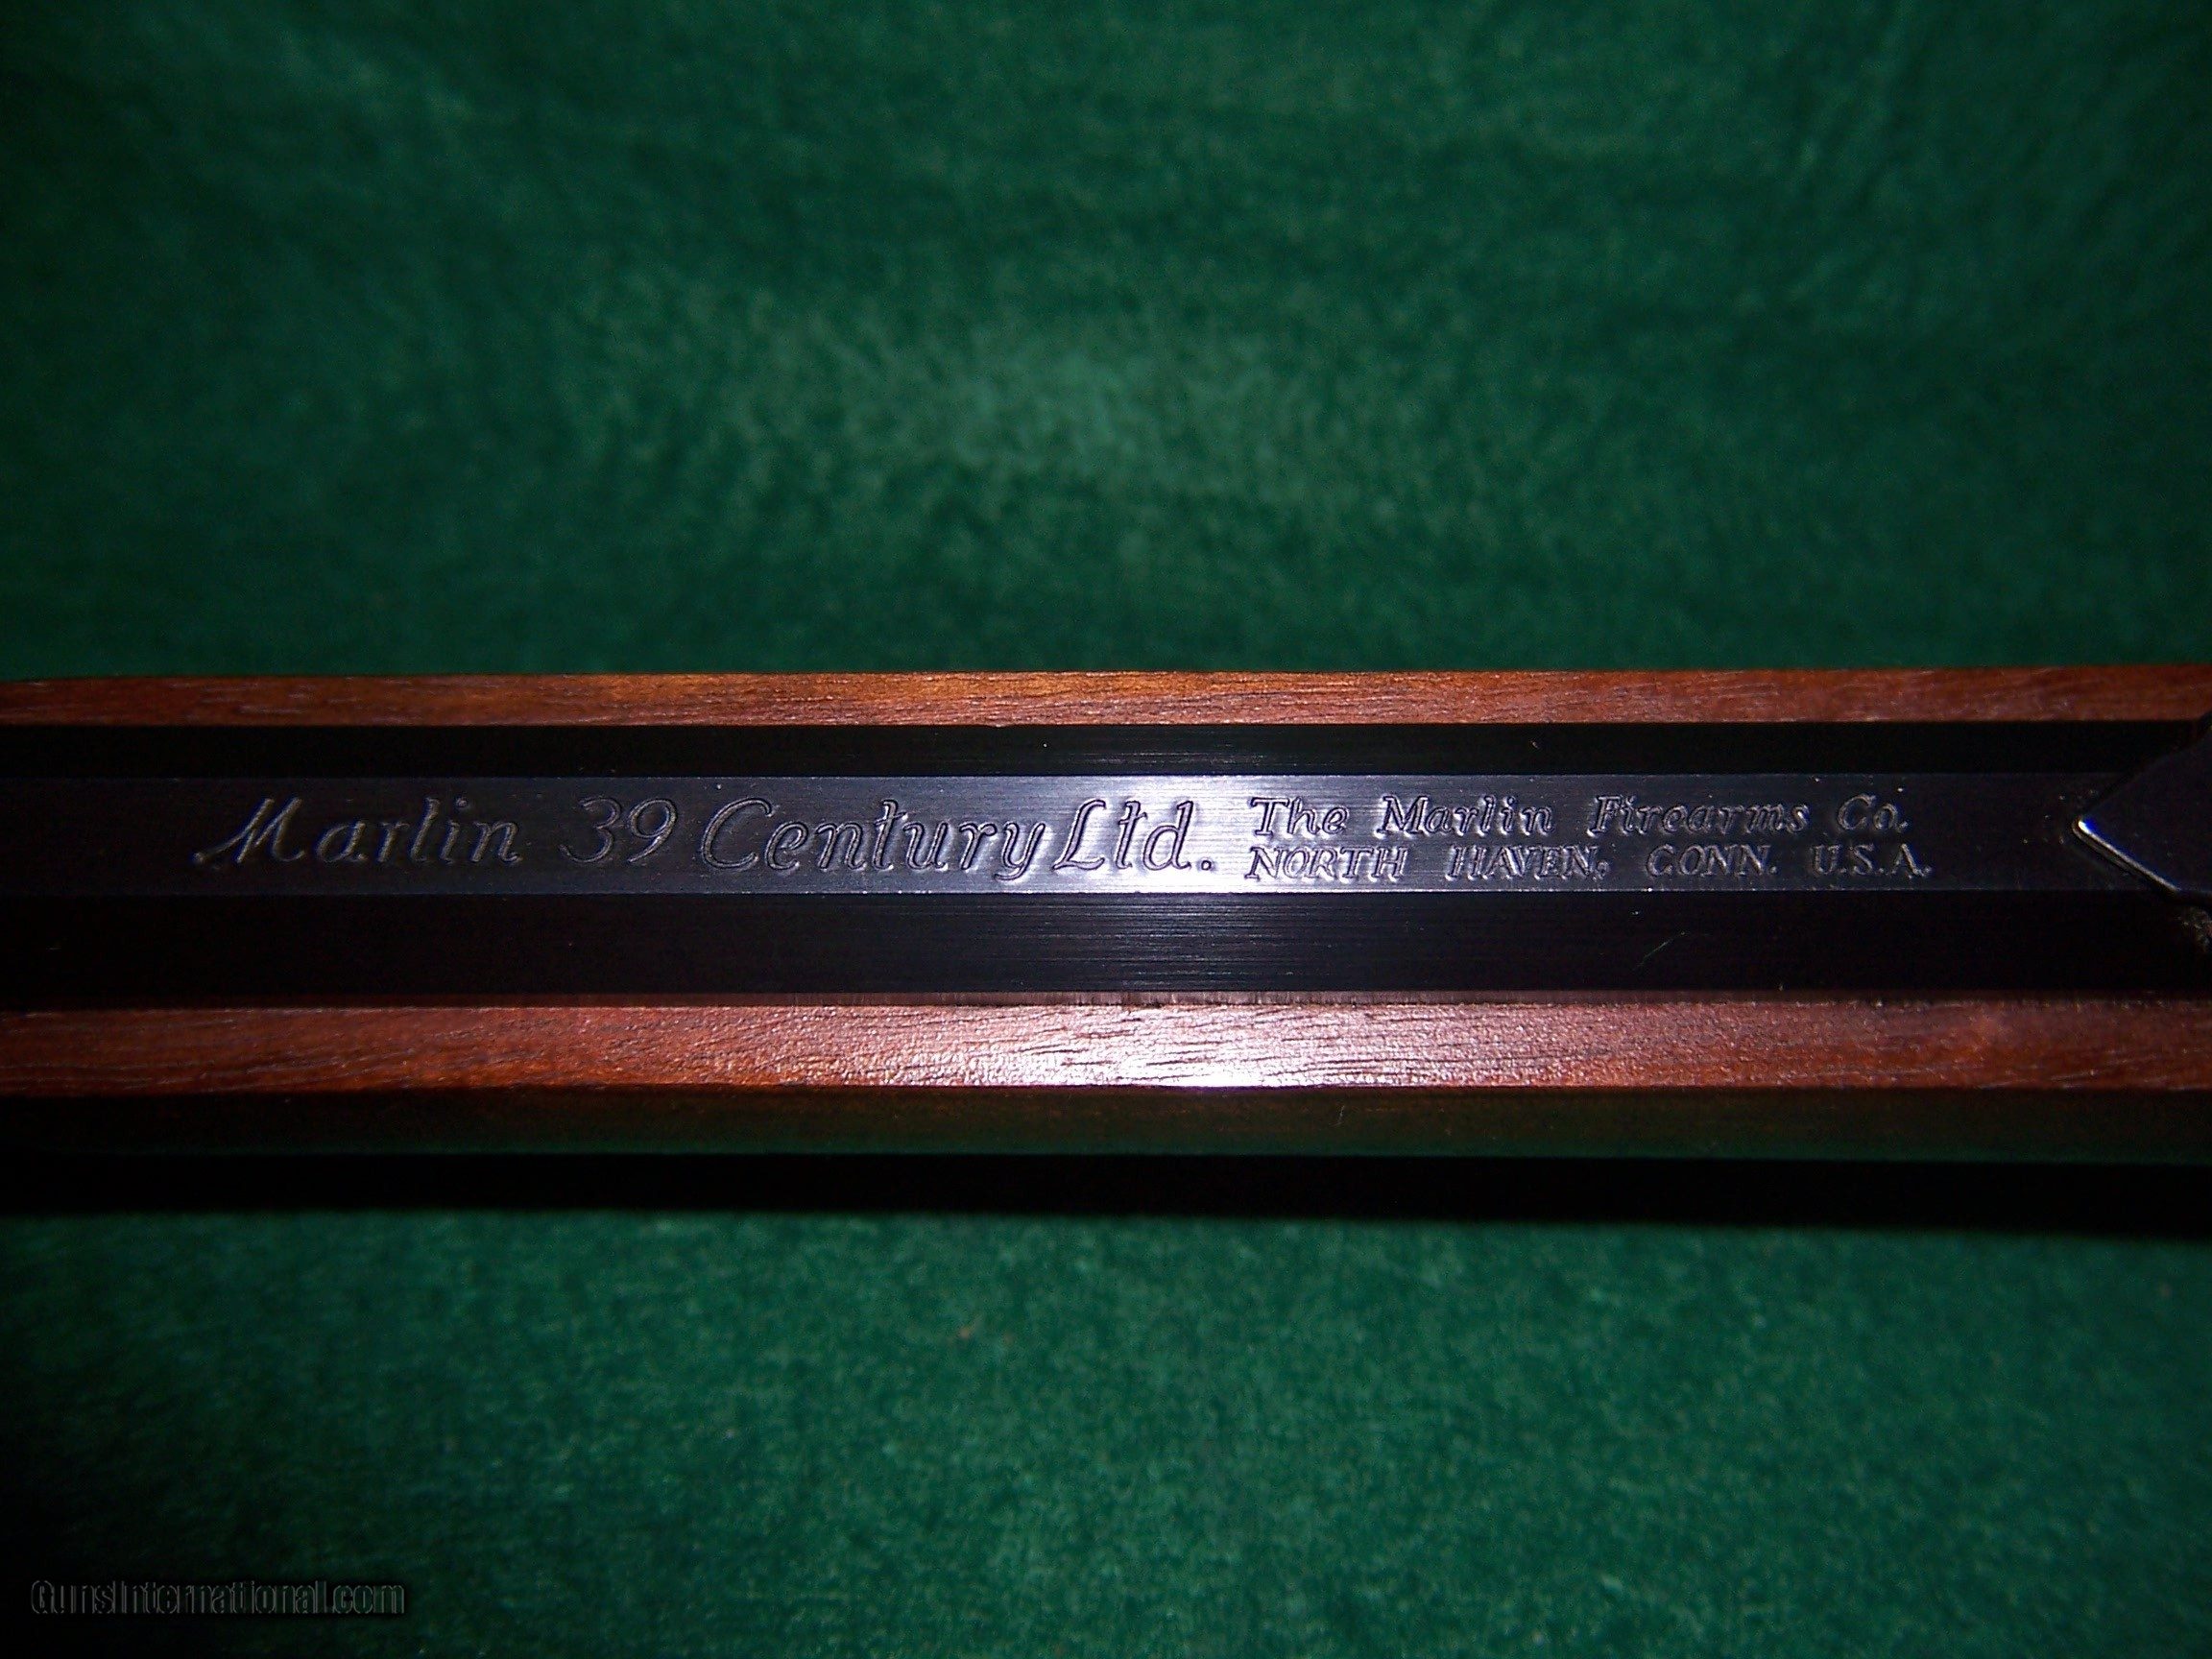 Marlin 39 Century Ltd.
The Marlin Firearms Co.
NORTH HAVEN, CONN. U.S.A.
GunsInternational.com